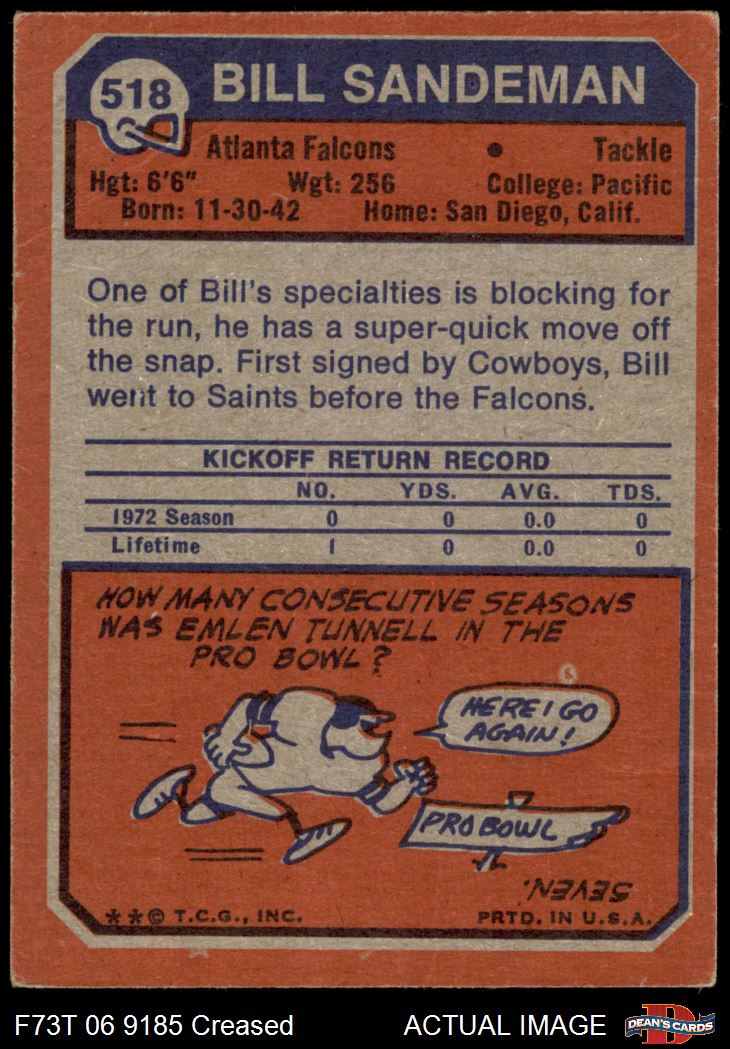 518 BILL SANDEMAN
Atlanta Falcons • Tackle
Hgt: 6'6" Wgt: 256 College: Pacific
Born: 11-30-42 Home: San Diego, Calif.
One of Bill's specialties is blocking for
the run, he has a super-quick move off
the snap. First signed by Cowboys, Bill
went to Saints before the Falcons.
KICKOFF RETURN RECORD
NO. YDS. AVG. TDS.
1972 Season 0 0 0.0 0
Lifetime 1 0 0.0 0
HOW MANY CONSECUTIVE SEASONS
WAS EMLEN TUNNELL IN THE
PRO BOWL?
HERE I GO
AGAIN!
PRO BOWL
SEVEN.
**© T.C.G., INC. PRTD. IN U.S.A.
F73T 06 9185 Creased ACTUAL IMAGE
D
DEAN'S CARDS